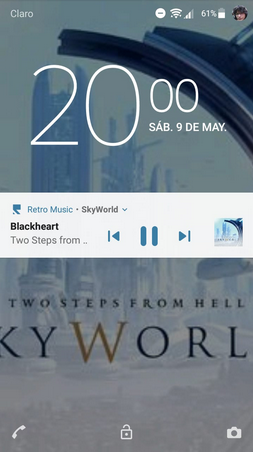 Claro 61%
20 00
SÁB. 9 DE MAY.
Retro Music • SkyWorld
Blackheart
Two Steps from ..
TWO STEPS FROM HELL
KYWORL